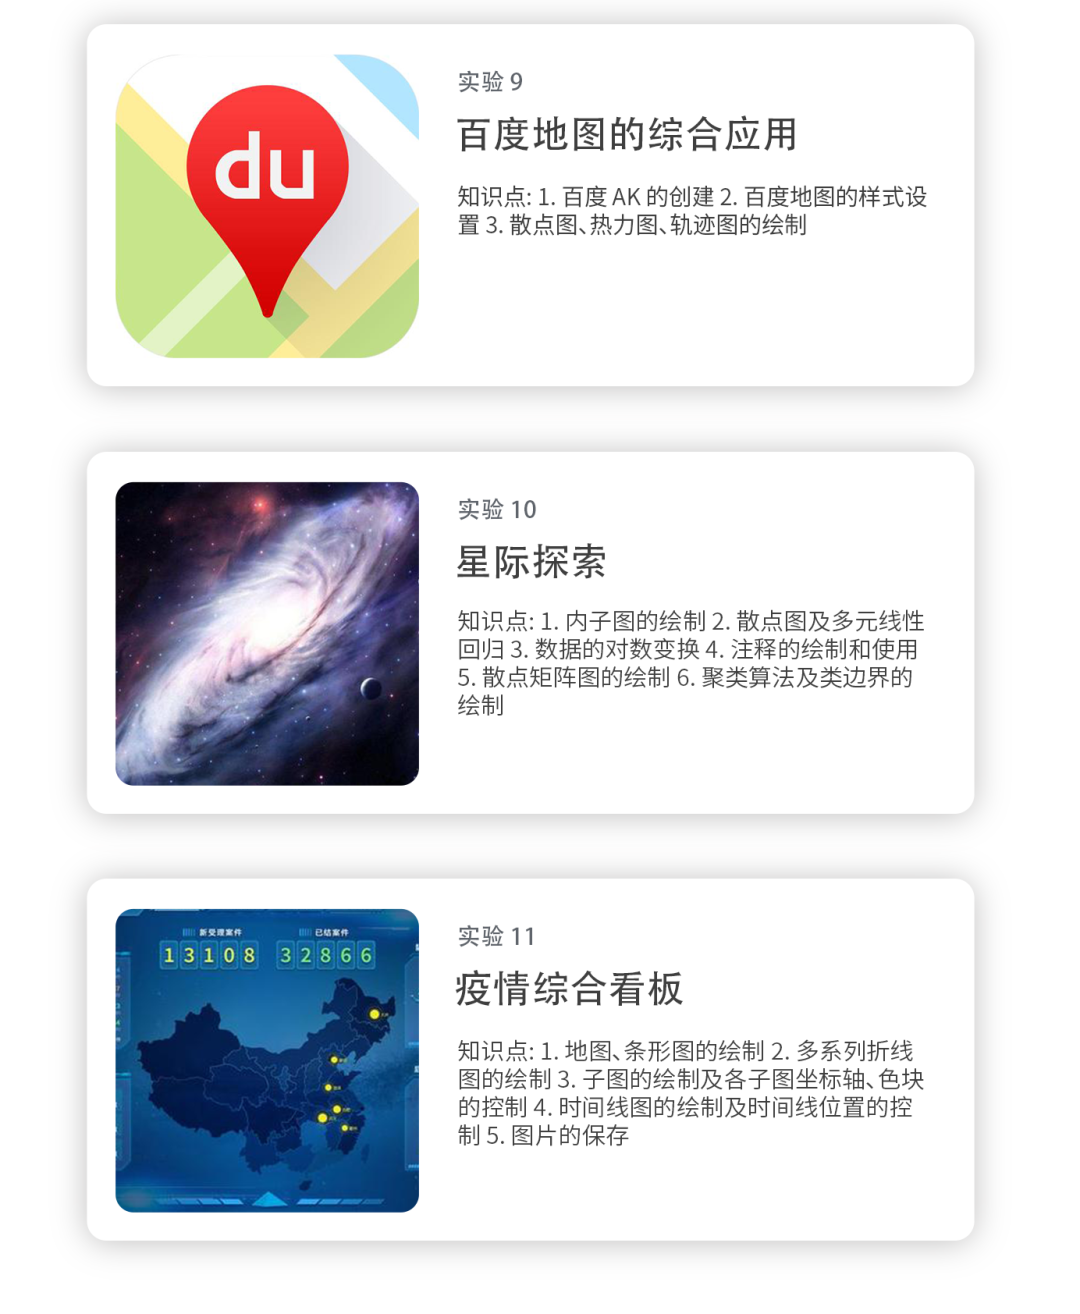 du
实验 9
百度地图的综合应用
知识点: 1. 百度 AK 的创建 2. 百度地图的样式设
置 3. 散点图、热力图、轨迹图的绘制
实验 10
星际探索
知识点: 1. 内子图的绘制 2. 散点图及多元线性
回归 3. 数据的对数变换 4. 注释的绘制和使用
5. 散点矩阵图的绘制 6. 聚类算法及类边界的
绘制
新受理案件 已结案件
13108 32866
实验 11
疫情综合看板
知识点: 1. 地图、条形图的绘制 2. 多系列折线
图的绘制 3. 子图的绘制及各子图坐标轴、色块
的控制 4. 时间线图的绘制及时间线位置的控
制 5. 图片的保存